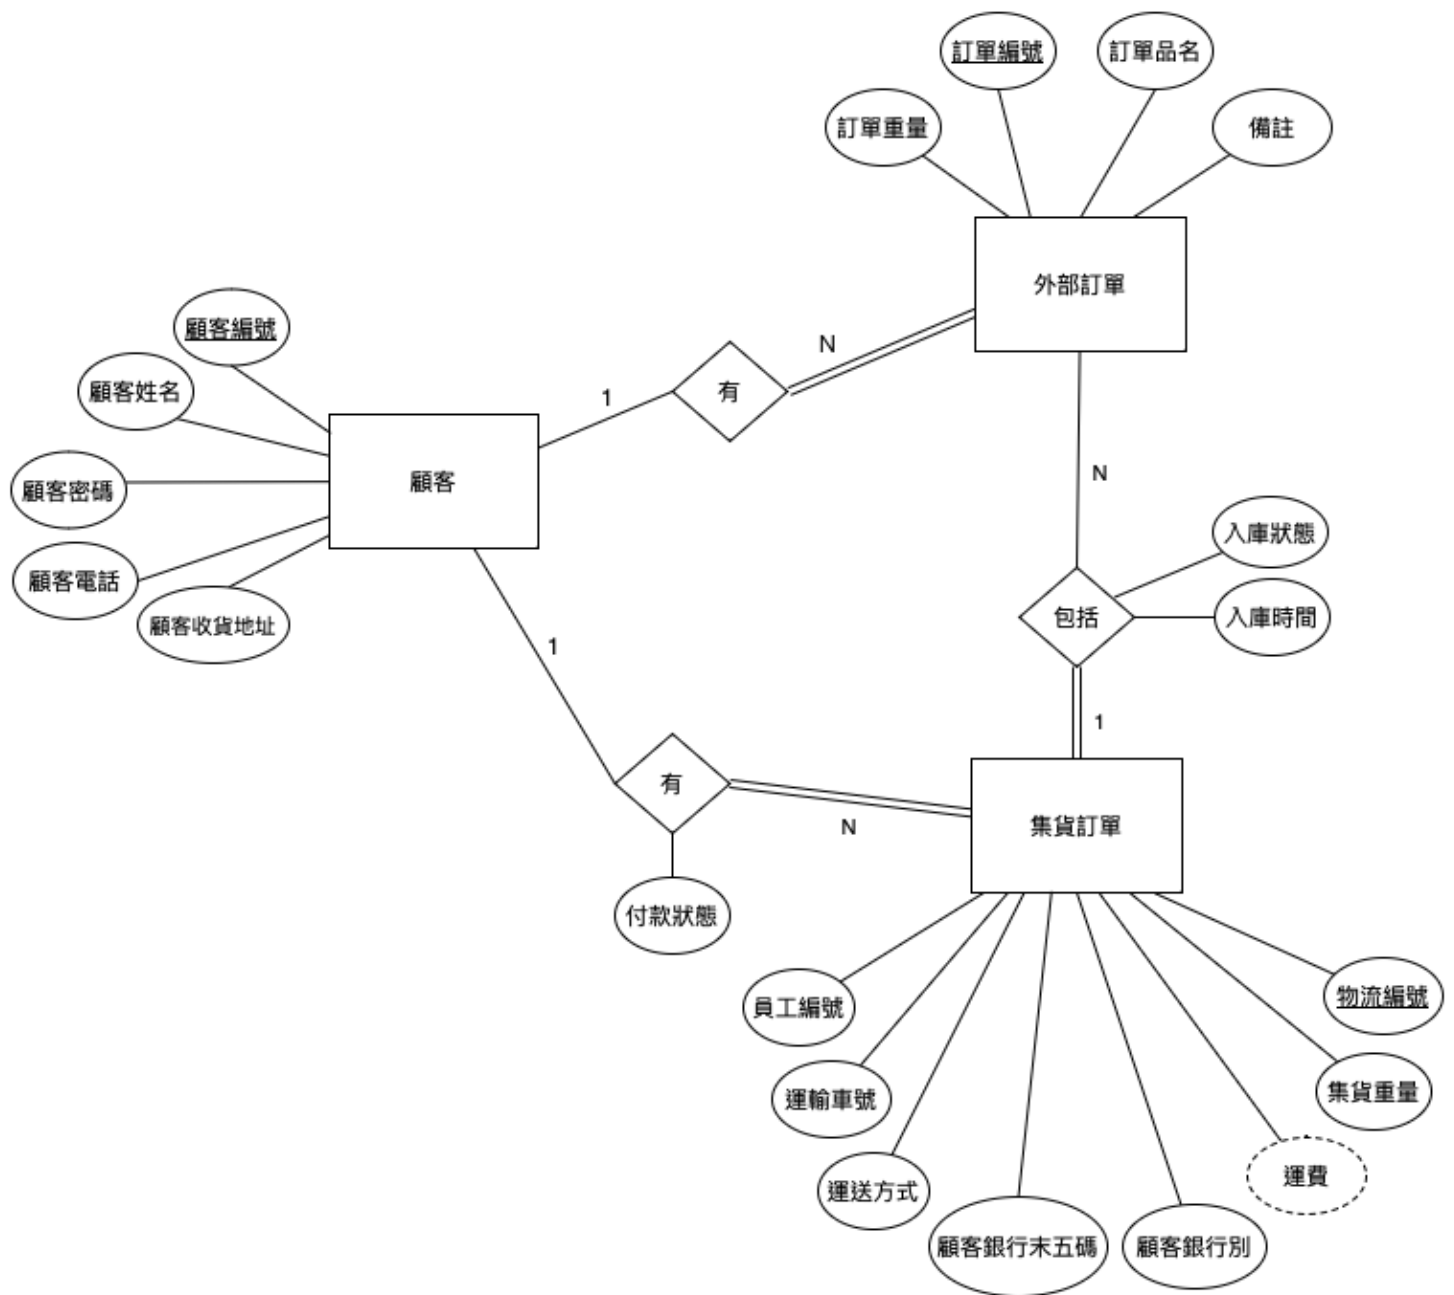 訂單編號
訂單品名
訂單重量
備註
外部訂單
顧客編號
顧客姓名
顧客密碼
顧客電話
顧客收貨地址
顧客
1
有
N
N
包括
入庫狀態
入庫時間
1
1
有
N
付款狀態
集貨訂單
員工編號
運輸車號
運送方式
顧客銀行末五碼
顧客銀行別
運費
集貨重量
物流編號